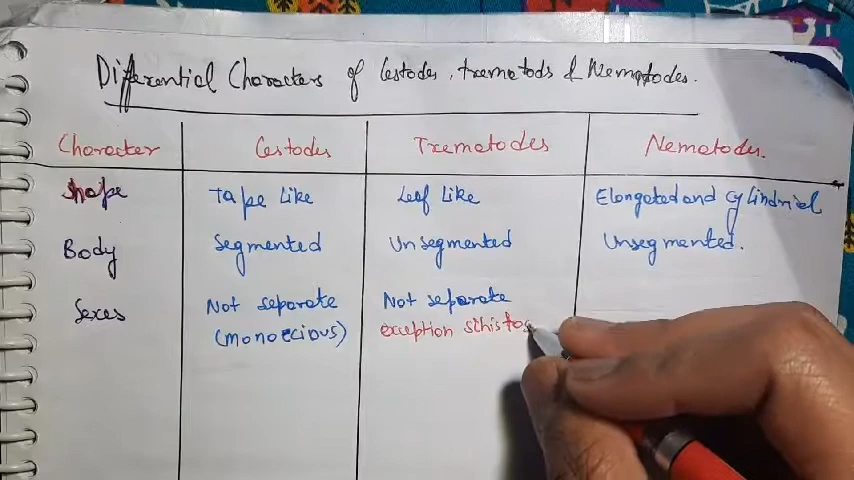 Differential Characters of Cestodes, trematods & Nematodes.
Character Cestodes Trematodes Nematodes.
shape Tape Like Leaf Like Elongated and cylindrical
Body Segmented Unsegmented Unsegmented.
Sexes Not separate Not separate
(monoecious) exception schistos